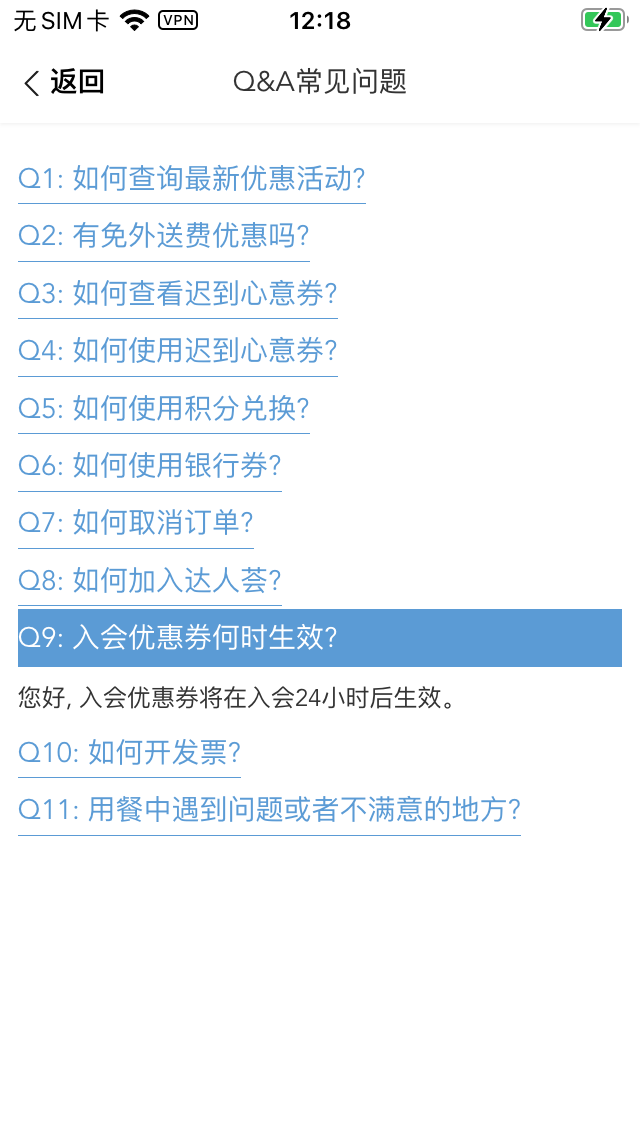 无SIM卡 VPN 12:18
返回 Q&A常见问题
Q1: 如何查询最新优惠活动?
Q2: 有免外送费优惠吗?
Q3: 如何查看迟到心意券?
Q4: 如何使用迟到心意券?
Q5: 如何使用积分兑换?
Q6: 如何使用银行券?
Q7: 如何取消订单?
Q8: 如何加入达人荟?
Q9: 入会优惠券何时生效?
您好, 入会优惠券将在入会24小时后生效。
Q10: 如何开发票?
Q11: 用餐中遇到问题或者不满意的地方?